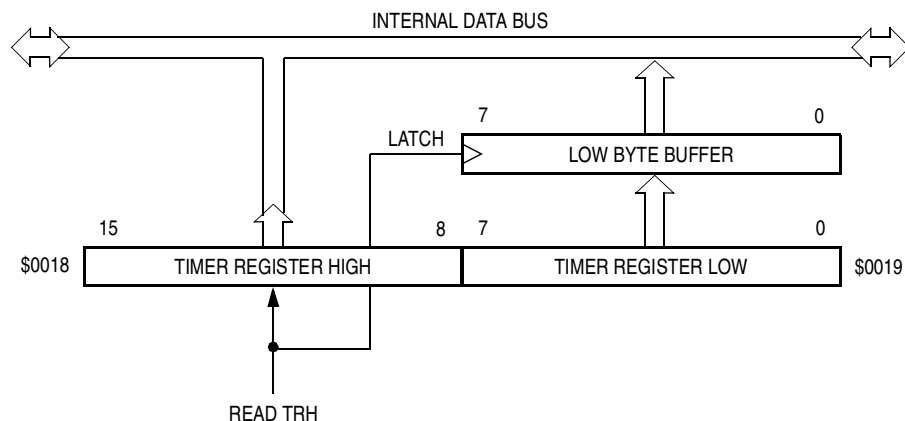 INTERNAL DATA BUS
7 0
LATCH
LOW BYTE BUFFER
15 8 7 0
$0018 TIMER REGISTER HIGH TIMER REGISTER LOW $0019
READ TRH